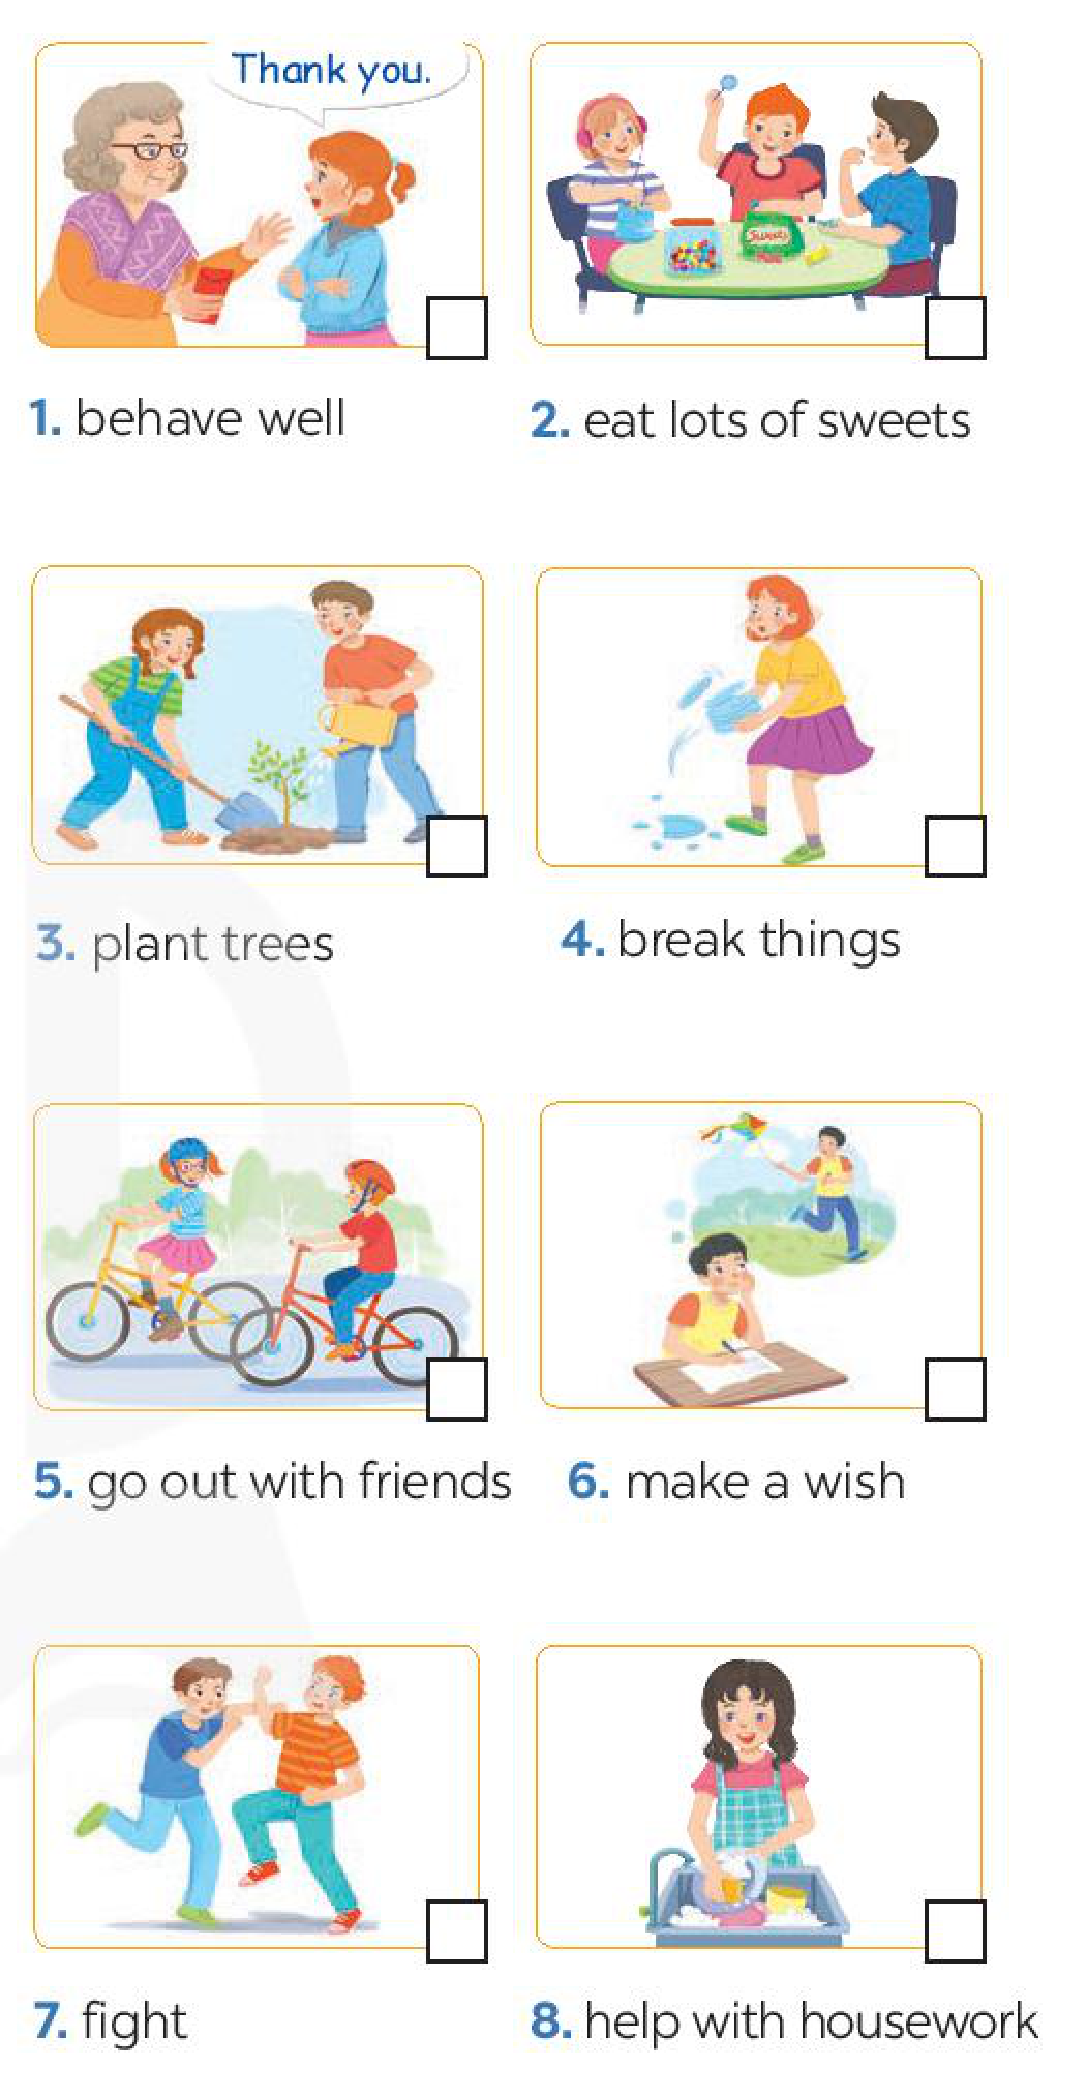 Thank you.
Sweets
1. behave well
2. eat lots of sweets
3. plant trees
4. break things
5. go out with friends
6. make a wish
7. fight
8. help with housework